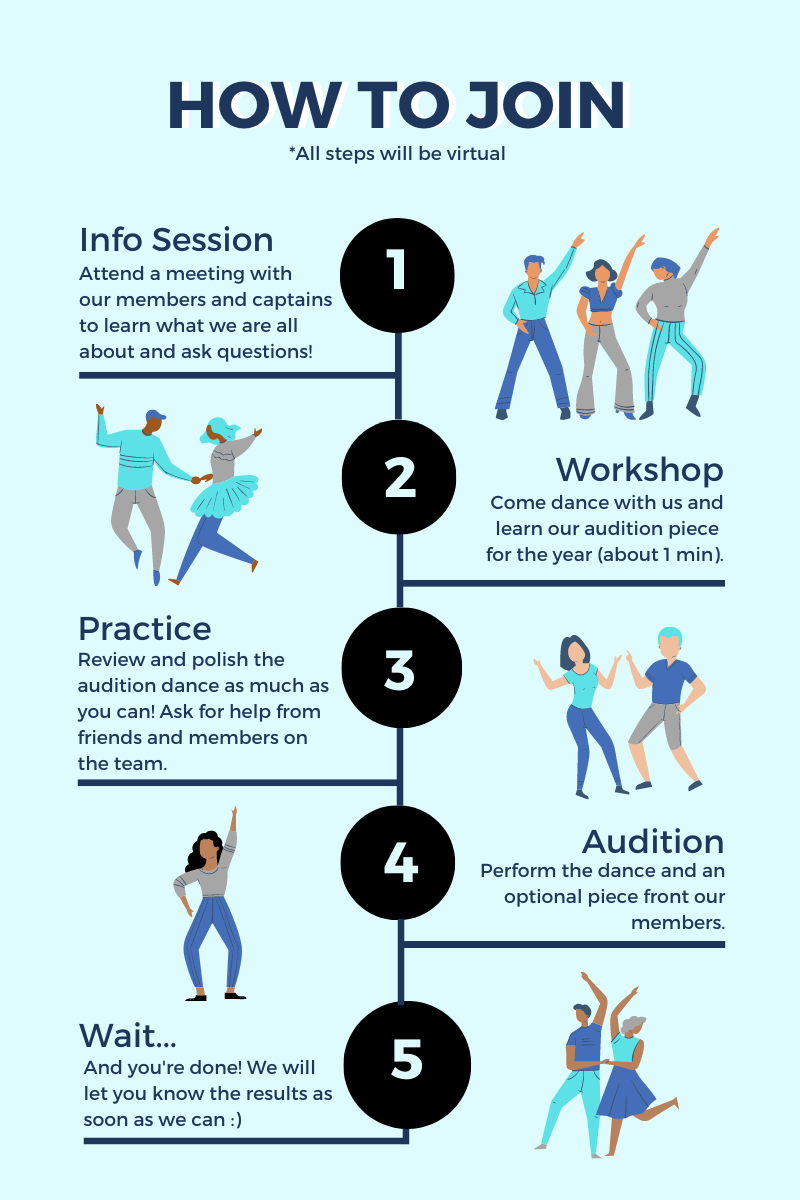 HOW TO JOIN
*All steps will be virtual
Info Session
Attend a meeting with
our members and captains
to learn what we are all
about and ask questions!
1
2
Workshop
Come dance with us and
learn our audition piece
for the year (about 1 min).
Practice
Review and polish the
audition dance as much as
you can! Ask for help from
friends and members on
the team.
3
4
Audition
Perform the dance and an
optional piece front our
members.
Wait...
And you're done! We will
let you know the results as
soon as we can :)
5